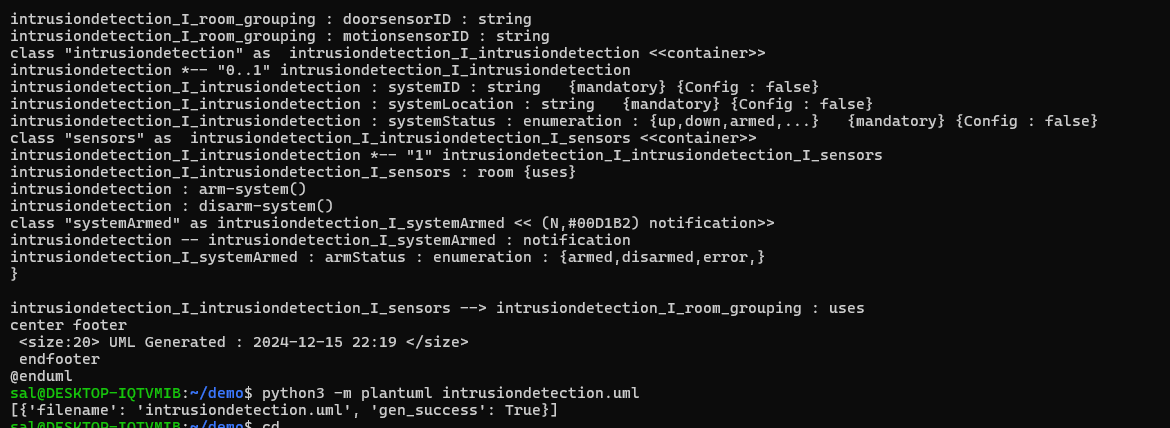 intrusiondetection_I_room_grouping : doorsensorID : string
intrusiondetection_I_room_grouping : motionsensorID : string
class "intrusiondetection" as  intrusiondetection_I_intrusiondetection <<container>>
intrusiondetection *-- "0..1" intrusiondetection_I_intrusiondetection
intrusiondetection_I_intrusiondetection : systemID : string   {mandatory} {Config : false}
intrusiondetection_I_intrusiondetection : systemLocation : string   {mandatory} {Config : false}
intrusiondetection_I_intrusiondetection : systemStatus : enumeration : {up,down,armed,...}   {mandatory} {Config : false}
class "sensors" as  intrusiondetection_I_intrusiondetection_I_sensors <<container>>
intrusiondetection_I_intrusiondetection *-- "1" intrusiondetection_I_intrusiondetection_I_sensors
intrusiondetection_I_intrusiondetection_I_sensors : room {uses}
intrusiondetection : arm-system()
intrusiondetection : disarm-system()
class "systemArmed" as intrusiondetection_I_systemArmed << (N,#00D1B2) notification>>
intrusiondetection -- intrusiondetection_I_systemArmed : notification
intrusiondetection_I_systemArmed : armStatus : enumeration : {armed,disarmed,error,}
}
intrusiondetection_I_intrusiondetection_I_sensors --> intrusiondetection_I_room_grouping : uses
center footer
 <size:20> UML Generated : 2024-12-15 22:19 </size>
 endfooter
@enduml
sal@DESKTOP-IQTVMIB:~/demo$ python3 -m plantuml intrusiondetection.uml
[{'filename': 'intrusiondetection.uml', 'gen_success': True}]
sal@DESKTOP-IQTVMIB:~/demo$ cd